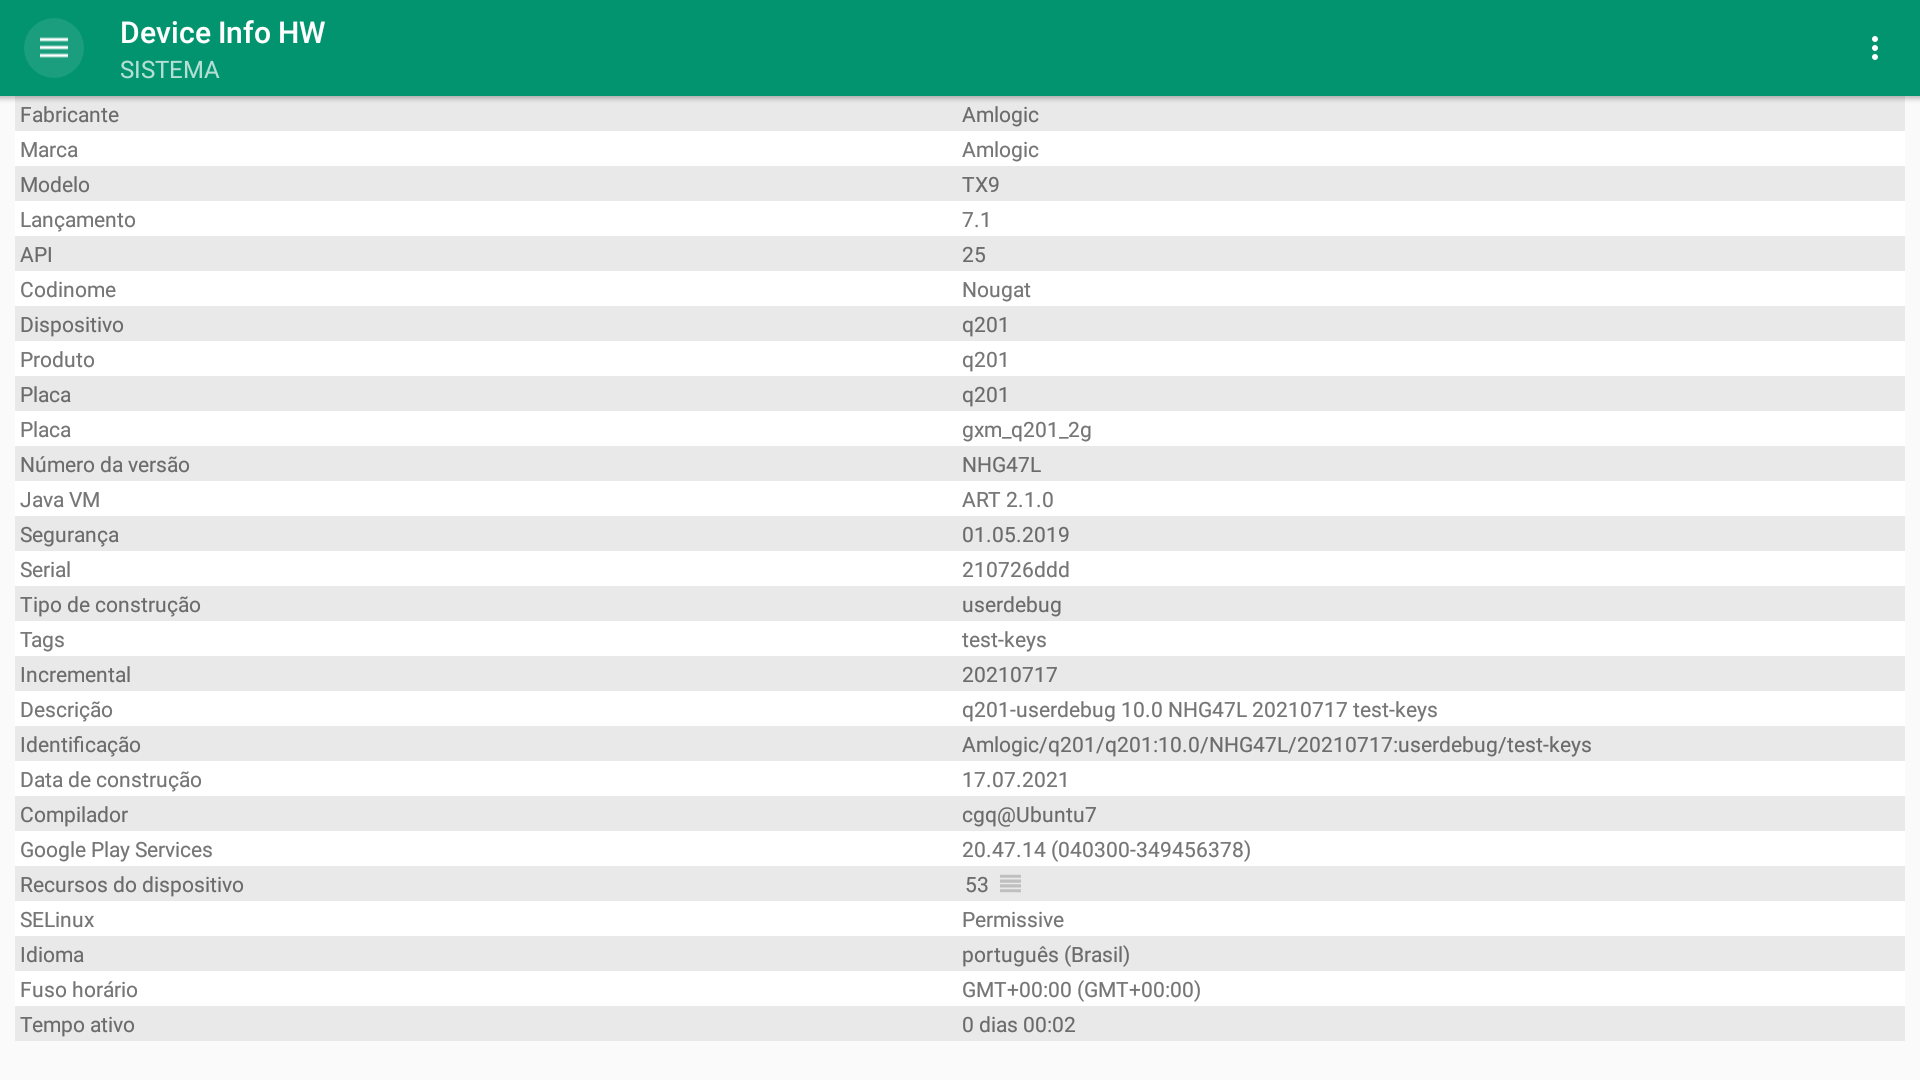 Device Info HW
SISTEMA
Fabricante Amlogic
Marca Amlogic
Modelo TX9
Lançamento 7.1
API 25
Codinome Nougat
Dispositivo q201
Produto q201
Placa q201
Placa gxm_q201_2g
Número da versão NHG47L
Java VM ART 2.1.0
Segurança 01.05.2019
Serial 210726ddd
Tipo de construção userdebug
Tags test-keys
Incremental 20210717
Descrição q201-userdebug 10.0 NHG47L 20210717 test-keys
Identificação Amlogic/q201/q201:10.0/NHG47L/20210717:userdebug/test-keys
Data de construção 17.07.2021
Compilador cgq@Ubuntu7
Google Play Services 20.47.14 (040300-349456378)
Recursos do dispositivo 53
SELinux Permissive
Idioma português (Brasil)
Fuso horário GMT+00:00 (GMT+00:00)
Tempo ativo 0 dias 00:02